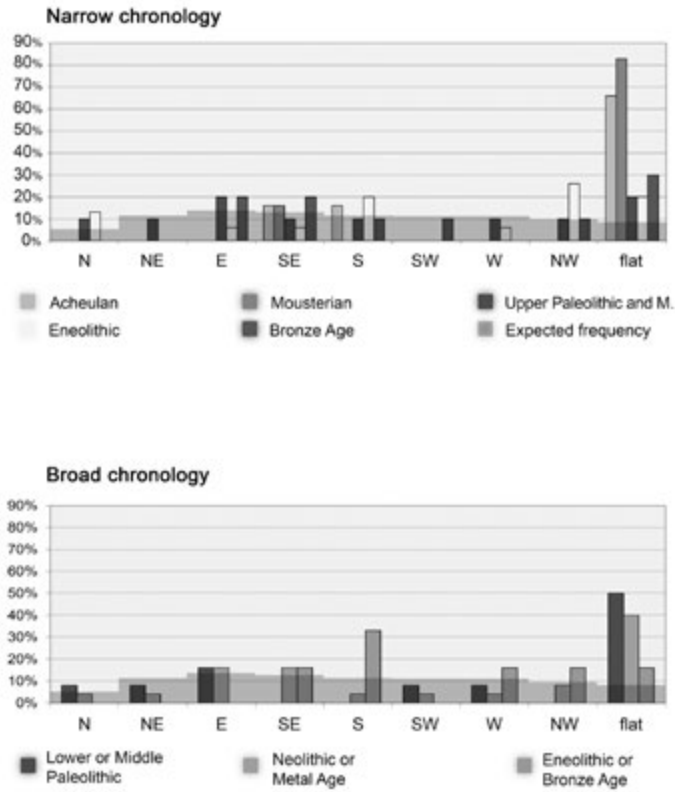 Narrow chronology
90%
80%
70%
60%
50%
40%
30%
20%
10%
0%
N NE E SE S SW W NW flat
Acheulan Mousterian Upper Paleolithic and M.
Eneolithic Bronze Age Expected frequency
Broad chronology
90%
80%
70%
60%
50%
40%
30%
20%
10%
0%
N NE E SE S SW W NW flat
Lower or Middle Neolithic or Eneolithic or
Paleolithic Metal Age Bronze Age